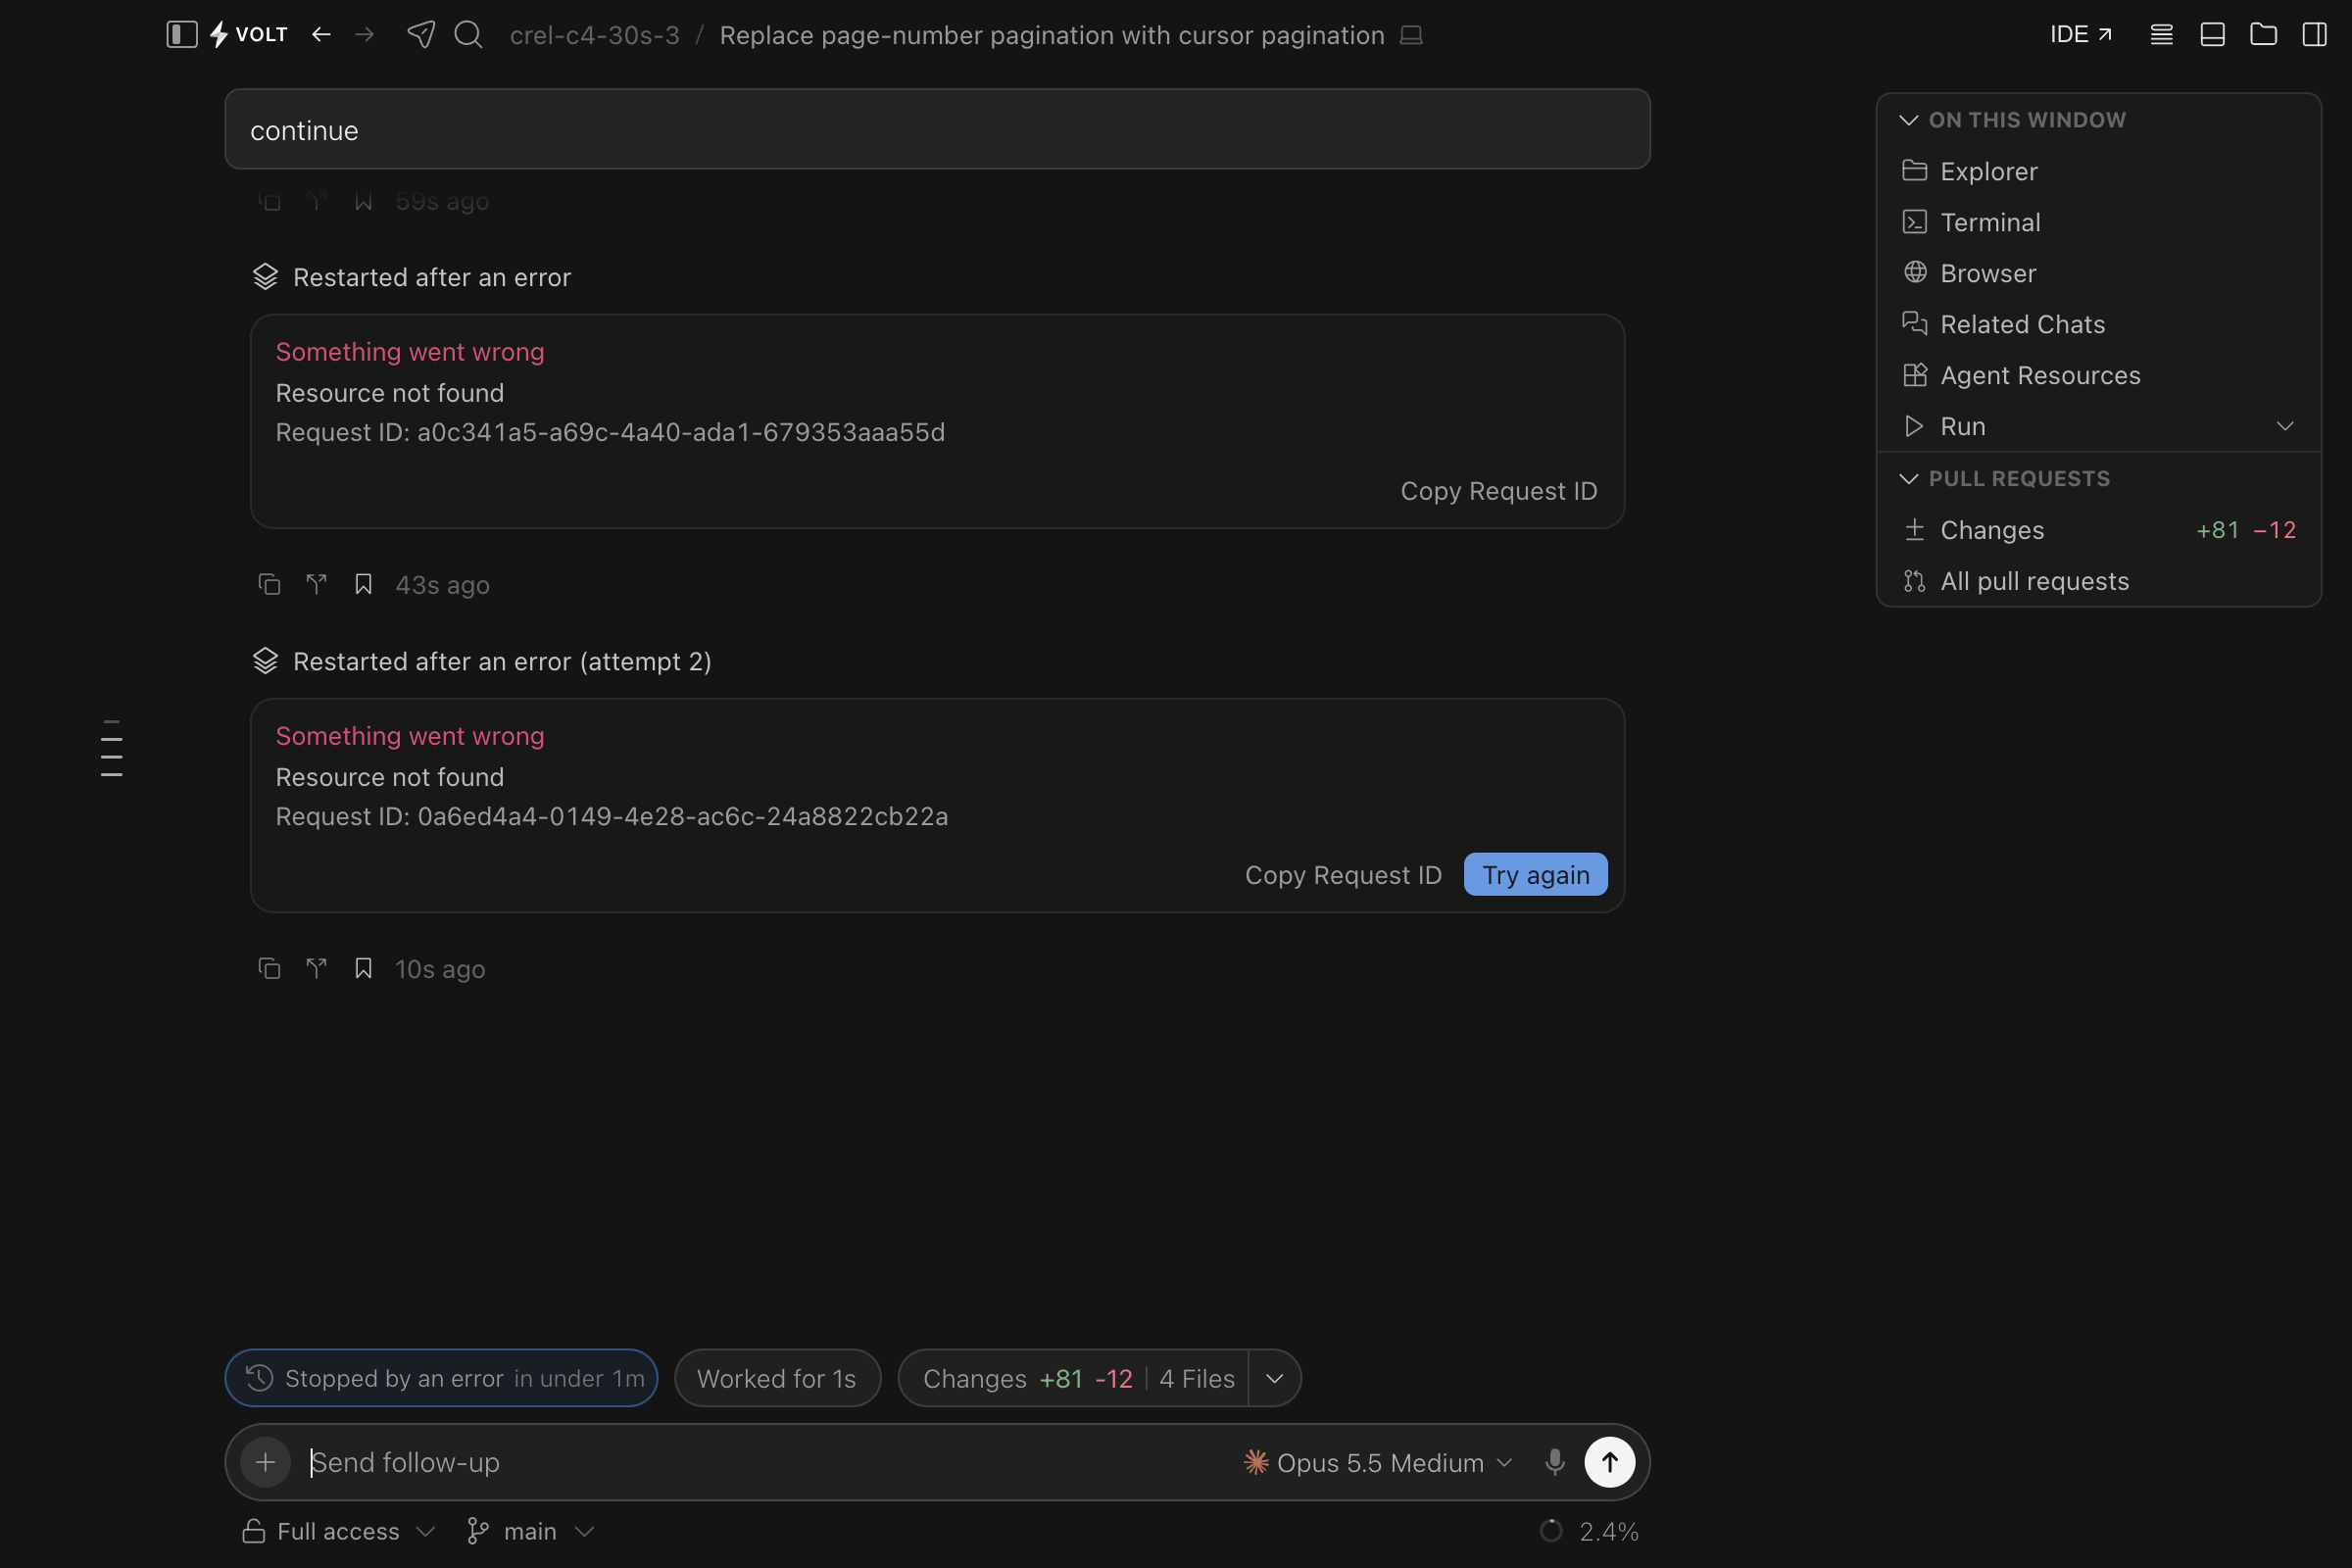 VOLT
crel-c4-30s-3 / Replace page-number pagination with cursor pagination
IDE
continue
59s ago
Restarted after an error
Something went wrong
Resource not found
Request ID: a0c341a5-a69c-4a40-ada1-679353aaa55d
Copy Request ID
43s ago
Restarted after an error (attempt 2)
Something went wrong
Resource not found
Request ID: 0a6ed4a4-0149-4e28-ac6c-24a8822cb22a
Copy Request ID
Try again
10s ago
ON THIS WINDOW
Explorer
Terminal
Browser
Related Chats
Agent Resources
Run
PULL REQUESTS
Changes +81 −12
All pull requests
Stopped by an error in under 1m
Worked for 1s
Changes +81 -12 4 Files
Send follow-up
Opus 5.5 Medium
Full access
main
2.4%